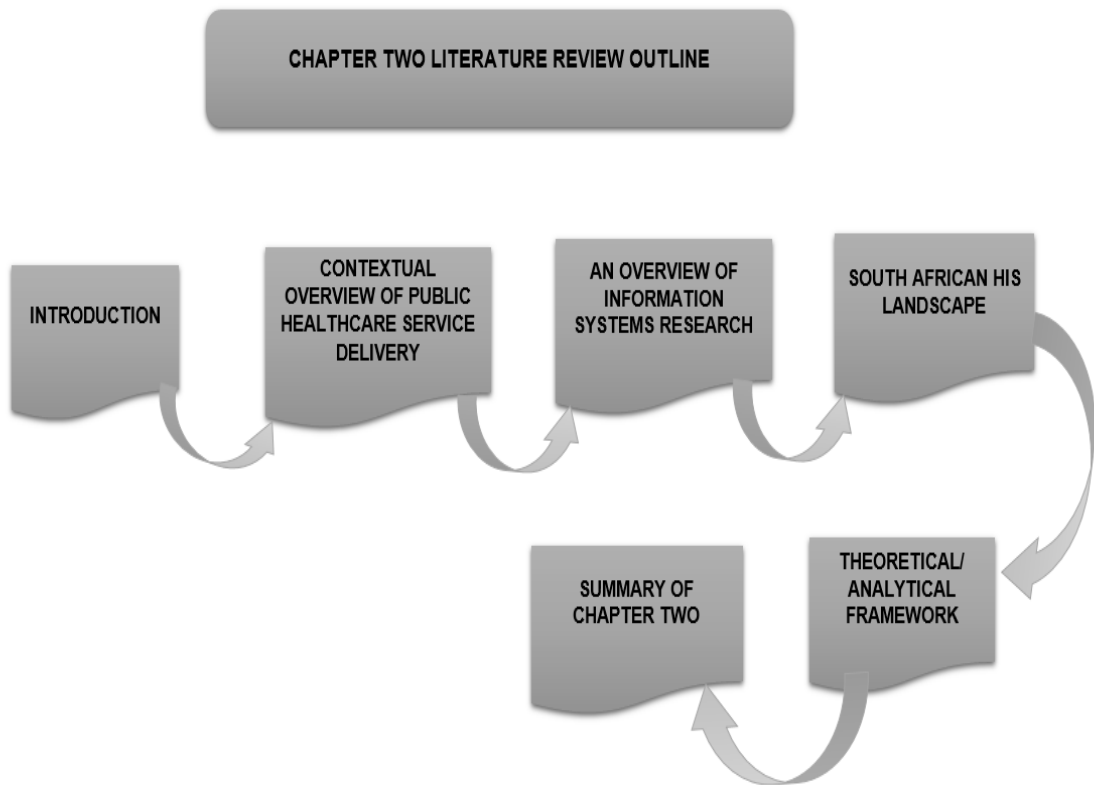 CHAPTER TWO LITERATURE REVIEW OUTLINE
INTRODUCTION
CONTEXTUAL
OVERVIEW OF PUBLIC
HEALTHCARE SERVICE
DELIVERY
AN OVERVIEW OF
INFORMATION
SYSTEMS RESEARCH
SOUTH AFRICAN HIS
LANDSCAPE
THEORETICAL/
ANALYTICAL
FRAMEWORK
SUMMARY OF
CHAPTER TWO